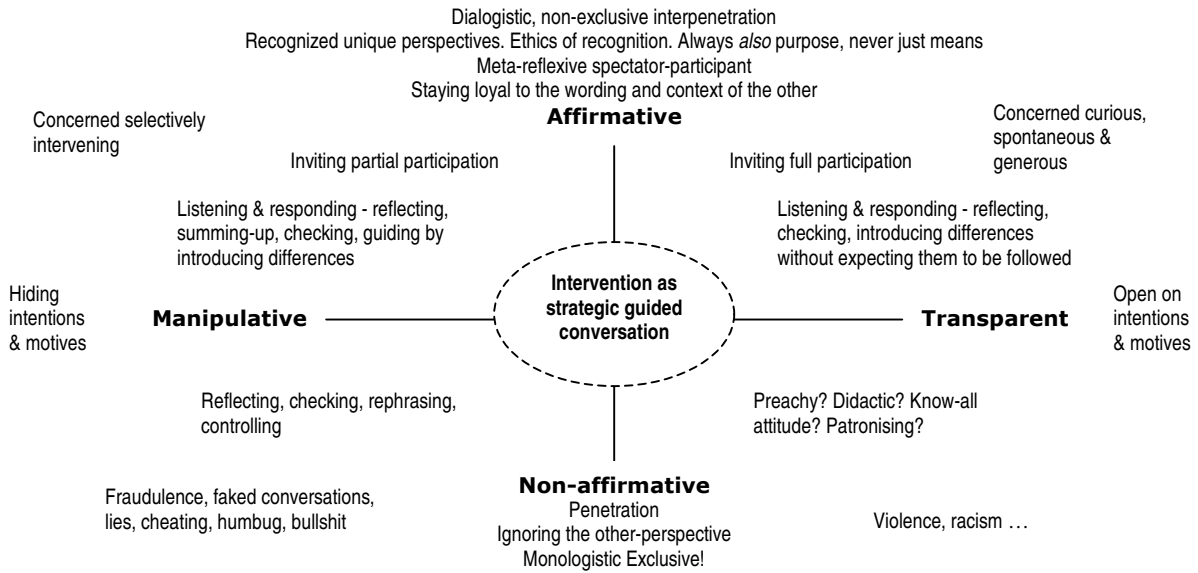 Dialogistic, non-exclusive interpenetration
Recognized unique perspectives. Ethics of recognition. Always also purpose, never just means
Meta-reflexive spectator-participant
Staying loyal to the wording and context of the other
Affirmative
Concerned selectively
intervening
Concerned curious,
spontaneous &
generous
Inviting partial participation
Inviting full participation
Listening & responding - reflecting,
summing-up, checking, guiding by
introducing differences
Listening & responding - reflecting,
checking, introducing differences
without expecting them to be followed
Hiding
intentions
& motives
Manipulative
Intervention as
strategic guided
conversation
Transparent
Open on
intentions
& motives
Reflecting, checking, rephrasing,
controlling
Preachy? Didactic? Know-all
attitude? Patronising?
Fraudulence, faked conversations,
lies, cheating, humbug, bullshit
Non-affirmative
Penetration
Ignoring the other-perspective
Monologistic Exclusive!
Violence, racism …